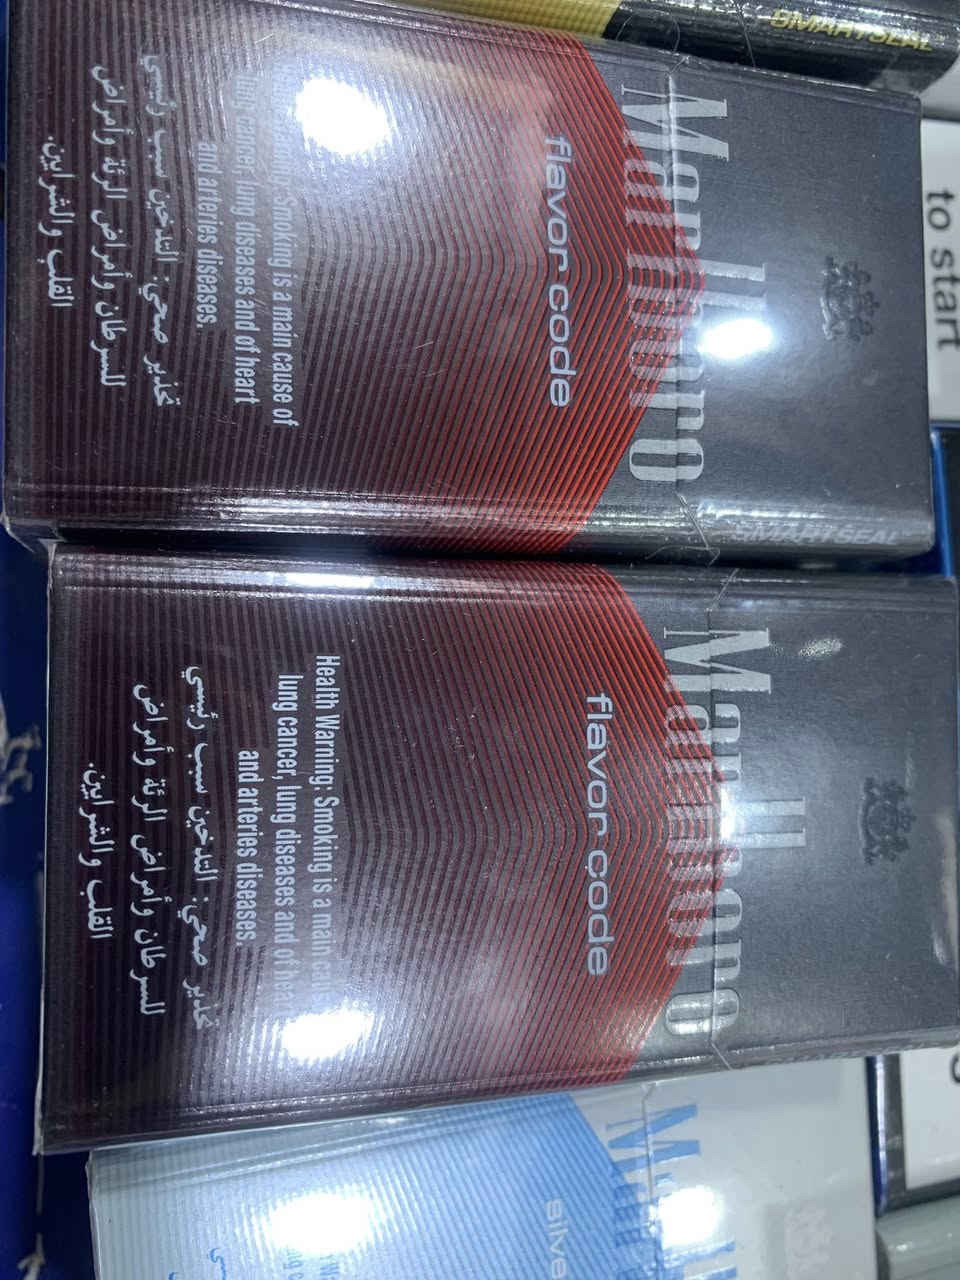 SMARTSEAL
to start
Marlboro
flavor code
Smoking is a main cause of
lung cancer, lung diseases and of heart
and arteries diseases.
تحذير صحي: التدخين سبب رئيسي
للسرطان وأمراض الرئة وأمراض
القلب والشرايين.
SMARTSEAL
Marlboro
flavor code
Health Warning: Smoking is a main
lung cancer, lung diseases and of heart
and arteries diseases.
تحذير صحي: التدخين سبب رئيسي
للسرطان وأمراض الرئة وأمراض
القلب والشرايين.